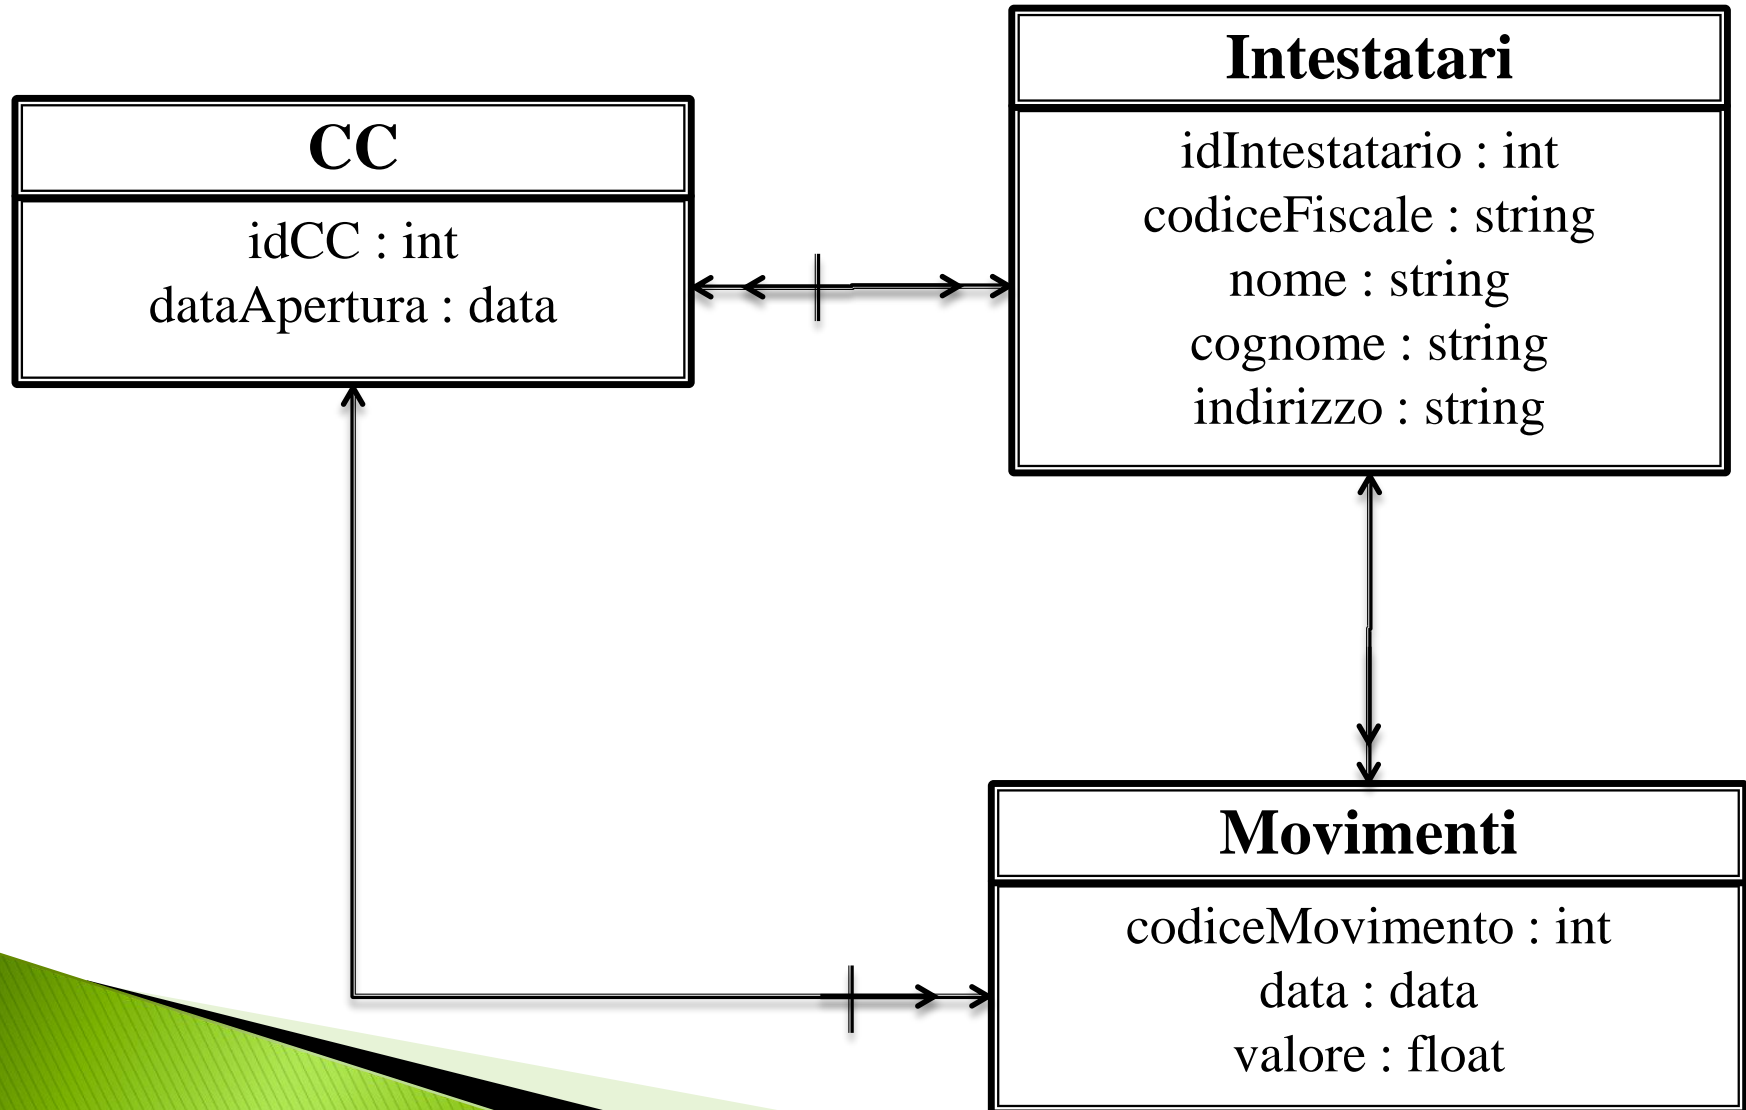 CC
idCC : int
dataApertura : data
Intestatari
idIntestatario : int
codiceFiscale : string
nome : string
cognome : string
indirizzo : string
Movimenti
codiceMovimento : int
data : data
valore : float